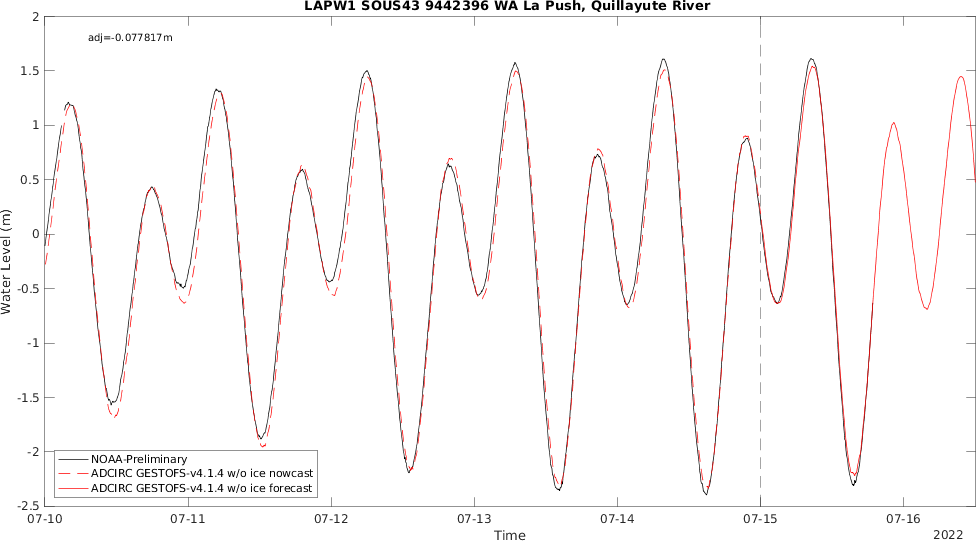 LAPW1 SOUS43 9442396 WA La Push, Quillayute River
adj=-0.077817m
2
1.5
1
0.5
0
-0.5
-1
-1.5
-2
-2.5
Water Level (m)
NOAA-Preliminary
ADCIRC GESTOFS-v4.1.4 w/o ice nowcast
ADCIRC GESTOFS-v4.1.4 w/o ice forecast
07-10 07-11 07-12 07-13 07-14 07-15 07-16
Time
2022